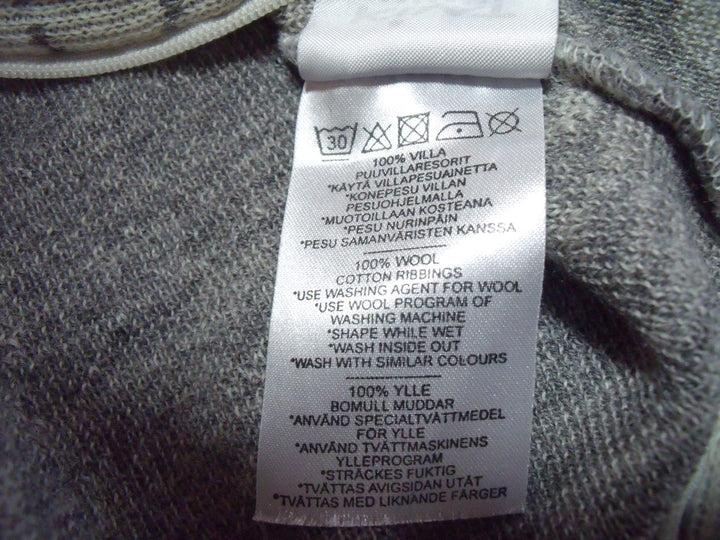 30
100% VILLA
PUUVILLARESORIT
*KÄYTÄ VILLAPESUAINETTA
*KONEPESU VILLAN
PESUOHJELMALLA
*MUOTOILLAAN KOSTEANA
*PESU NURINPÄIN
*PESU SAMANVÄRISTEN KANSSA
100% WOOL
COTTON RIBBINGS
*USE WASHING AGENT FOR WOOL
*USE WOOL PROGRAM OF
WASHING MACHINE
*SHAPE WHILE WET
*WASH INSIDE OUT
*WASH WITH SIMILAR COLOURS
100% YLLE
BOMULL MUDDAR
*ANVÄND SPECIALTVÄTTMEDEL
FÖR YLLE
*ANVÄND TVÄTTMASKINENS
YLLEPROGRAM
*STRÄCKES FUKTIG
*TVÄTTAS AVIGSIDAN UTÅT
*TVÄTTAS MED LIKNANDE FÄRGER